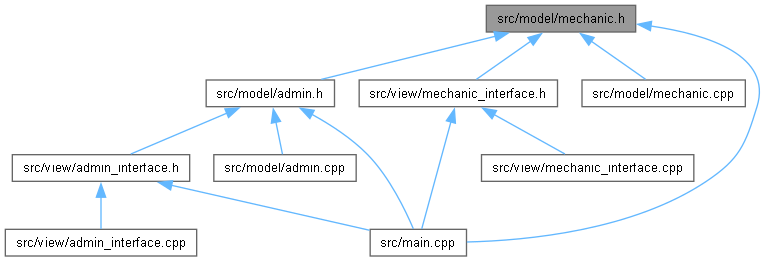 src/model/mechanic.h
src/model/admin.h
src/view/mechanic_interface.h
src/model/mechanic.cpp
src/view/admin_interface.h
src/model/admin.cpp
src/view/mechanic_interface.cpp
src/view/admin_interface.cpp
src/main.cpp